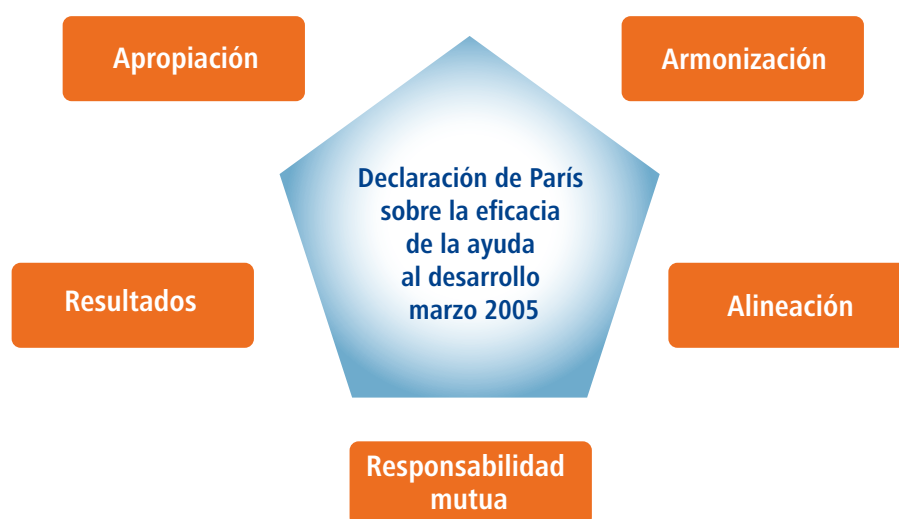 Apropiación
Armonización
Declaración de París
sobre la eficacia
de la ayuda
al desarrollo
marzo 2005
Resultados
Alineación
Responsabilidad
mutua